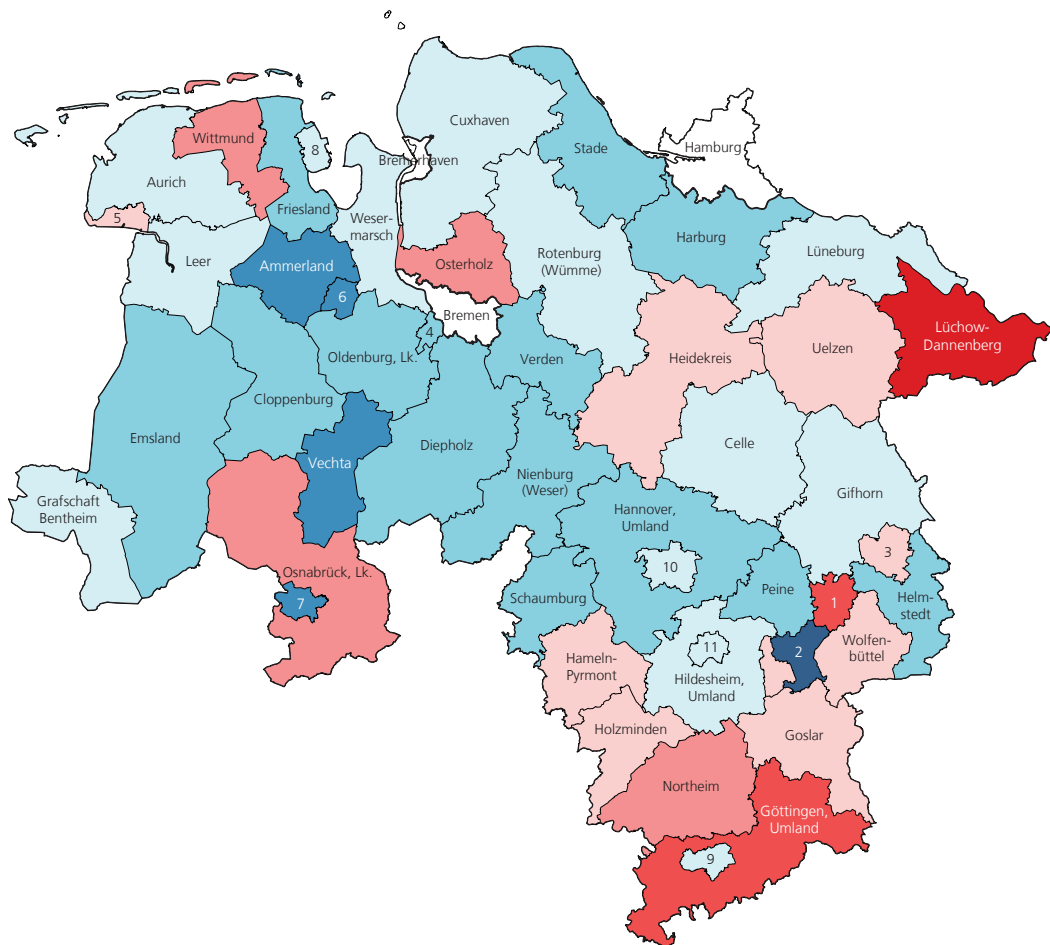 Cuxhaven
Wittmund
Stade
Hamburg
8
Bremerhaven
Aurich
Friesland
5
Weser-
marsch
Harburg
Lüneburg
Rotenburg
(Wümme)
Leer
Ammerland
Osterholz
6
Bremen
4
Lüchow-
Dannenberg
Oldenburg, Lk.
Verden
Heidekreis
Uelzen
Cloppenburg
Emsland
Diepholz
Celle
Vechta
Nienburg
(Weser)
Gifhorn
Grafschaft
Bentheim
Hannover,
Umland
3
10
Osnabrück, Lk.
Peine
Schaumburg
7
1
Helm-
stedt
Wolfen-
büttel
11
2
Hameln-
Pyrmont
Hildesheim,
Umland
Holzminden
Goslar
Northeim
Göttingen,
Umland
9